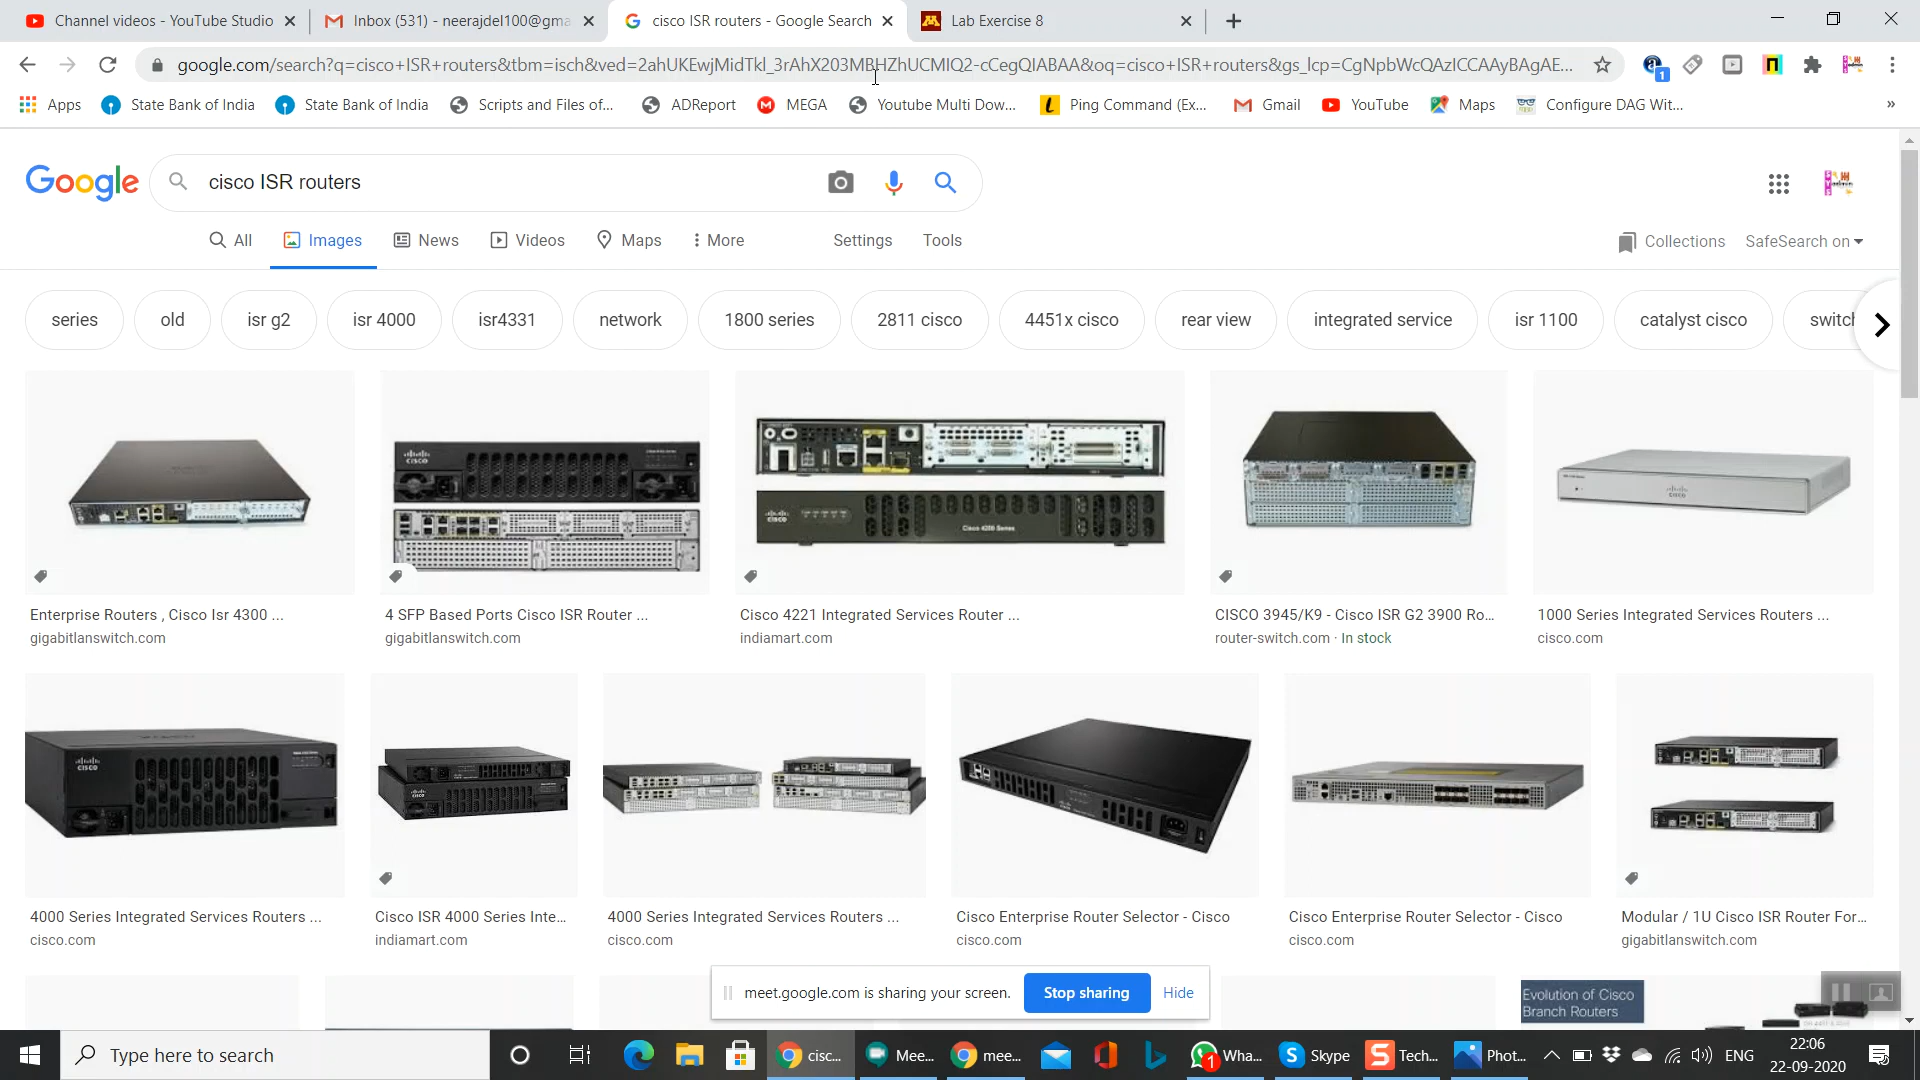 Channel videos - YouTube Studio
Inbox (531) - neerajdel100@gma
cisco ISR routers - Google Search
Lab Exercise 8
google.com/search?q=cisco+ISR+routers&tbm=isch&ved=2ahUKEwjMidTkl_3rAhX203MBHZhUCMIQ2-cCegQIABAA&oq=cisco+ISR+routers&gs_lcp=CgNpbWcQAzICCAAyBAgAE...
Apps
State Bank of India
State Bank of India
Scripts and Files of...
ADReport
MEGA
Youtube Multi Dow...
Ping Command (Ex...
Gmail
YouTube
Maps
Configure DAG Wit...
Google
cisco ISR routers
All
Images
News
Videos
Maps
More
Settings
Tools
Collections
SafeSearch on
series
old
isr g2
isr 4000
isr4331
network
1800 series
2811 cisco
4451x cisco
rear view
integrated service
isr 1100
catalyst cisco
switch
Enterprise Routers , Cisco Isr 4300 ...
gigabitlanswitch.com
4 SFP Based Ports Cisco ISR Router ...
gigabitlanswitch.com
Cisco 4221 Integrated Services Router ...
indiamart.com
CISCO 3945/K9 - Cisco ISR G2 3900 Ro...
router-switch.com · In stock
1000 Series Integrated Services Routers ...
cisco.com
4000 Series Integrated Services Routers ...
cisco.com
Cisco ISR 4000 Series Inte...
indiamart.com
4000 Series Integrated Services Routers ...
cisco.com
Cisco Enterprise Router Selector - Cisco
cisco.com
Cisco Enterprise Router Selector - Cisco
cisco.com
Modular / 1U Cisco ISR Router For...
gigabitlanswitch.com
Evolution of Cisco
Branch Routers
meet.google.com is sharing your screen.
Stop sharing
Hide
Type here to search
cisc...
Mee...
mee...
Wha...
Skype
Tech...
Phot...
ENG
22:06
22-09-2020